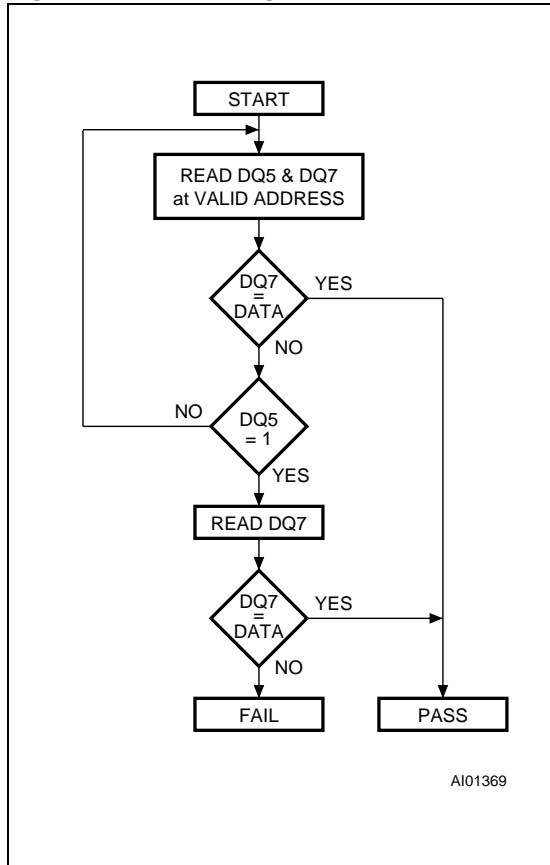 START
READ DQ5 & DQ7
at VALID ADDRESS
DQ7
=
DATA
YES
NO
DQ5
= 1
NO
YES
READ DQ7
DQ7
=
DATA
YES
NO
FAIL
PASS
AI01369